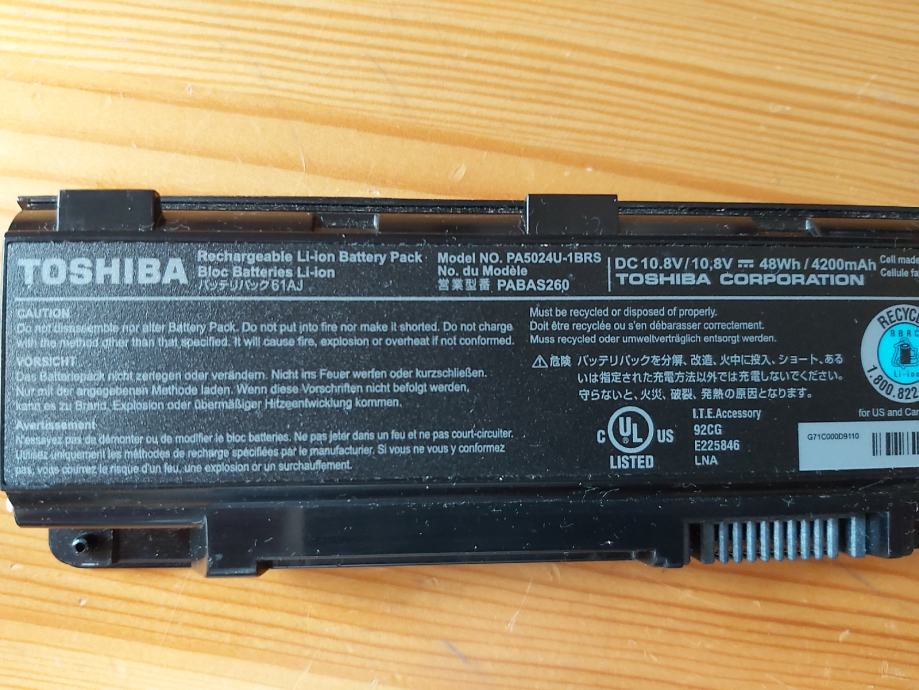 TOSHIBA
Rechargeable Li-ion Battery Pack
Bloc Batteries Li-ion
バッテリパック61AJ
Model NO. PA5024U-1BRS
No. du Modèle
営業型番 PABAS260
DC 10.8V/10,8V ⎓ 48Wh / 4200mAh
TOSHIBA CORPORATION
Cell made
Cellule
CAUTION
Do not disassemble nor alter Battery Pack. Do not put into fire nor make it shorted. Do not charge
with the method other than that specified. It will cause fire, explosion or overheat if not conformed.
VORSICHT
Das Batteriepack nicht zerlegen oder verändern. Nicht ins Feuer werfen oder kurzschließen.
Nur mit der angegebenen Methode laden. Wenn diese Vorschriften nicht befolgt werden,
kann es zu Brand, Explosion oder übermäßiger Hitzeentwicklung kommen.
Avertissement
N'essayez pas de démonter ou de modifier le bloc batteries. Ne pas jeter dans un feu et ne pas court-circuiter.
Utilisez uniquement les méthodes de recharge spécifiées par le manufacturier. Si vous ne vous y conformez
pas, vous courrez le risque d'un feu, une explosion or un surchauffement.
Must be recycled or disposed of properly.
Doit être recyclée ou s'en débarasser correctement.
Muss recycled oder umweltverträglich entsorgt werden.
⚠危険 バッテリパックを分解、改造、火中に投入、ショート、ある
いは指定された充電方法以外では充電しないでください。
守らないと、火災、破裂、発熱の原因となります。
C UL US
LISTED
I.T.E.Accessory
92CG
E225846
LNA
RBRC
Li-ion
1.800.822
for US and Can
G71C000D9110